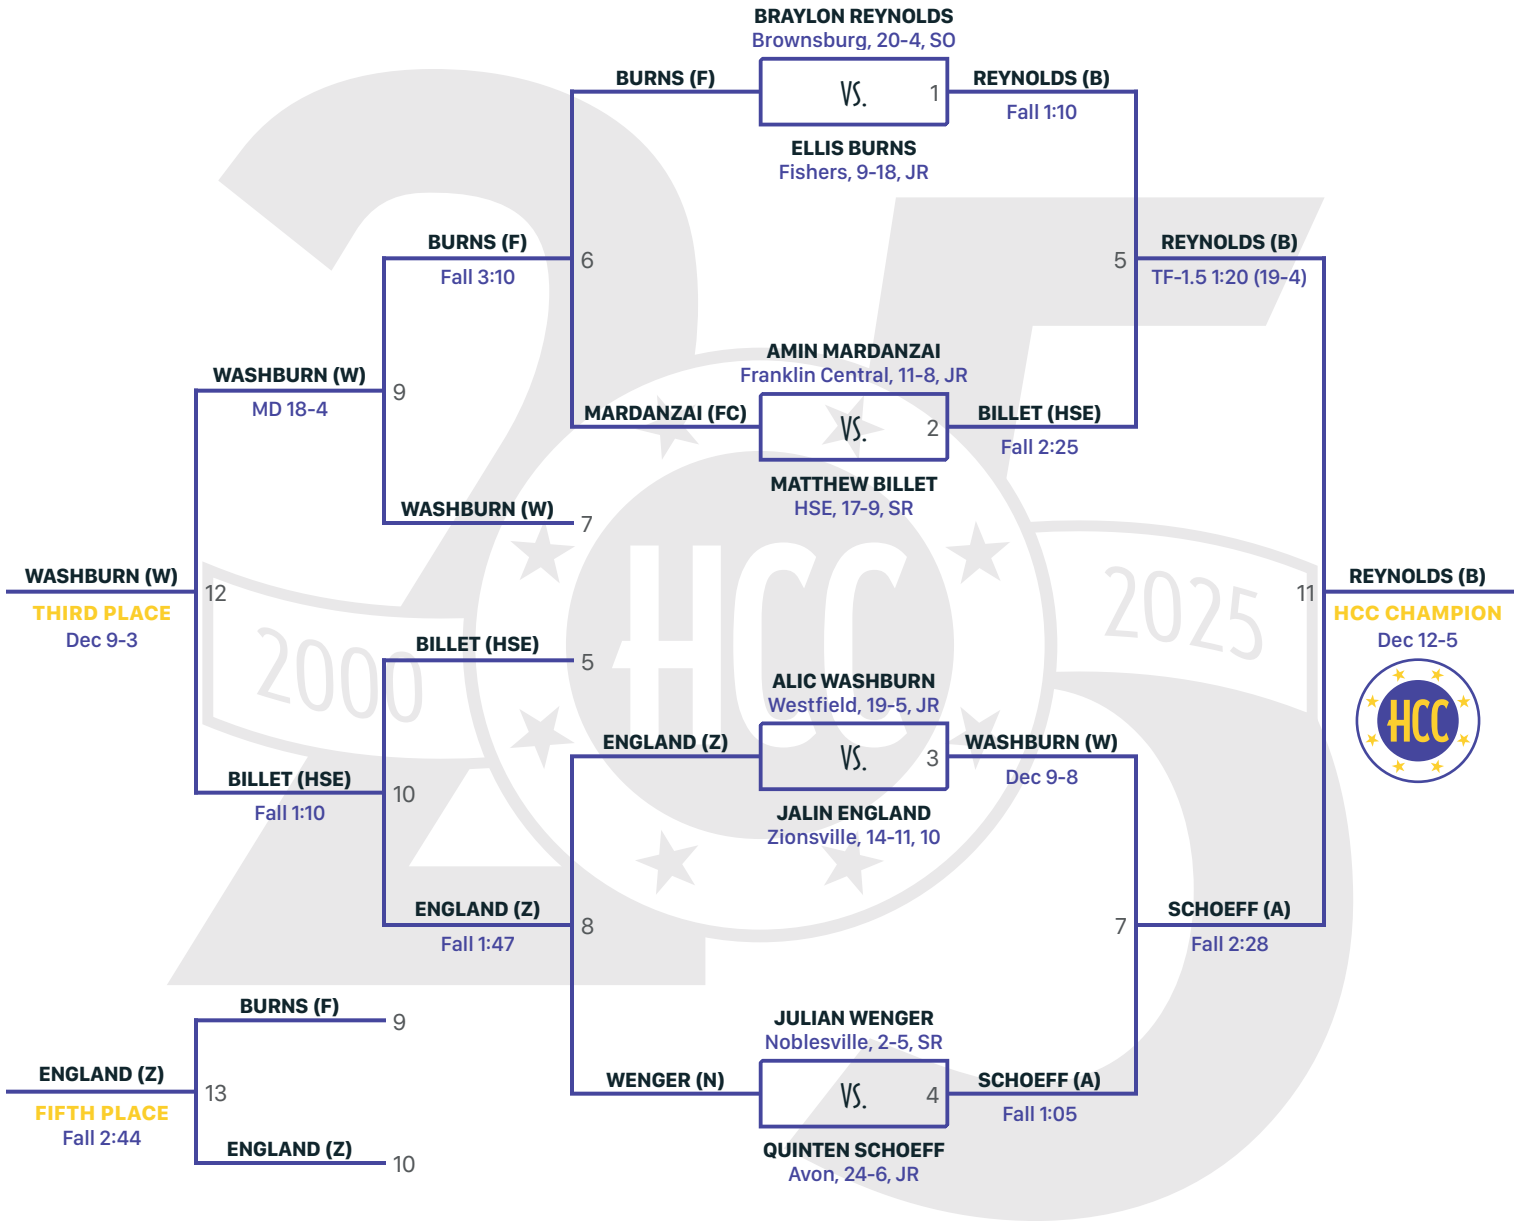 BRAYLON REYNOLDS
Brownsburg, 20-4, SO
BURNS (F)
VS.
1
REYNOLDS (B)
Fall 1:10
ELLIS BURNS
Fishers, 9-18, JR
BURNS (F)
Fall 3:10
6
5
REYNOLDS (B)
TF-1.5 1:20 (19-4)
AMIN MARDANZAI
Franklin Central, 11-8, JR
WASHBURN (W)
MD 18-4
9
MARDANZAI (FC)
VS.
2
BILLET (HSE)
Fall 2:25
MATTHEW BILLET
HSE, 17-9, SR
WASHBURN (W)
7
WASHBURN (W)
THIRD PLACE
Dec 9-3
12
HCC
2000
2025
11
REYNOLDS (B)
HCC CHAMPION
Dec 12-5
HCC
BILLET (HSE)
5
ALIC WASHBURN
Westfield, 19-5, JR
ENGLAND (Z)
VS.
3
WASHBURN (W)
Dec 9-8
BILLET (HSE)
Fall 1:10
10
JALIN ENGLAND
Zionsville, 14-11, 10
ENGLAND (Z)
Fall 1:47
8
7
SCHOEFF (A)
Fall 2:28
BURNS (F)
9
JULIAN WENGER
Noblesville, 2-5, SR
ENGLAND (Z)
FIFTH PLACE
Fall 2:44
13
WENGER (N)
VS.
4
SCHOEFF (A)
Fall 1:05
ENGLAND (Z)
10
QUINTEN SCHOEFF
Avon, 24-6, JR
25